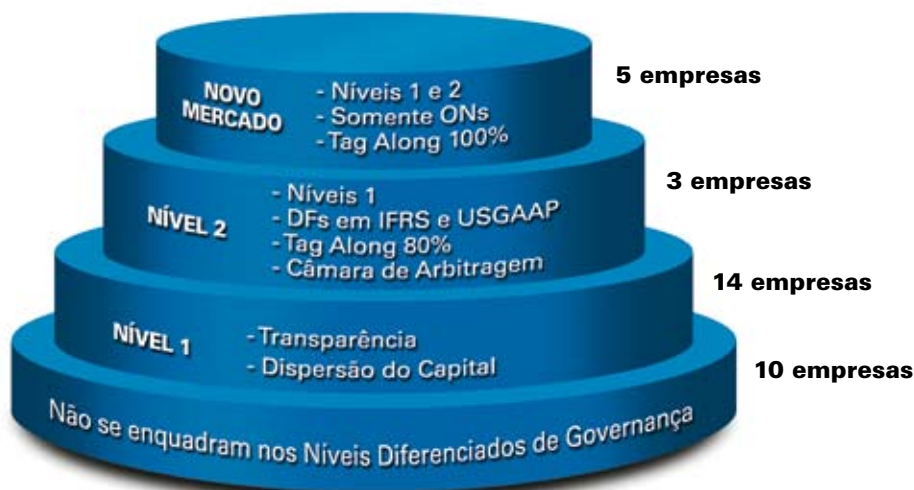 NOVO
MERCADO
- Níveis 1 e 2
- Somente ONs
- Tag Along 100%
5 empresas
NÍVEL 2
- Níveis 1
- DFs em IFRS e USGAAP
- Tag Along 80%
- Câmara de Arbitragem
3 empresas
NÍVEL 1
- Transparência
- Dispersão do Capital
14 empresas
Não se enquadram nos Níveis Diferenciados de Governança
10 empresas